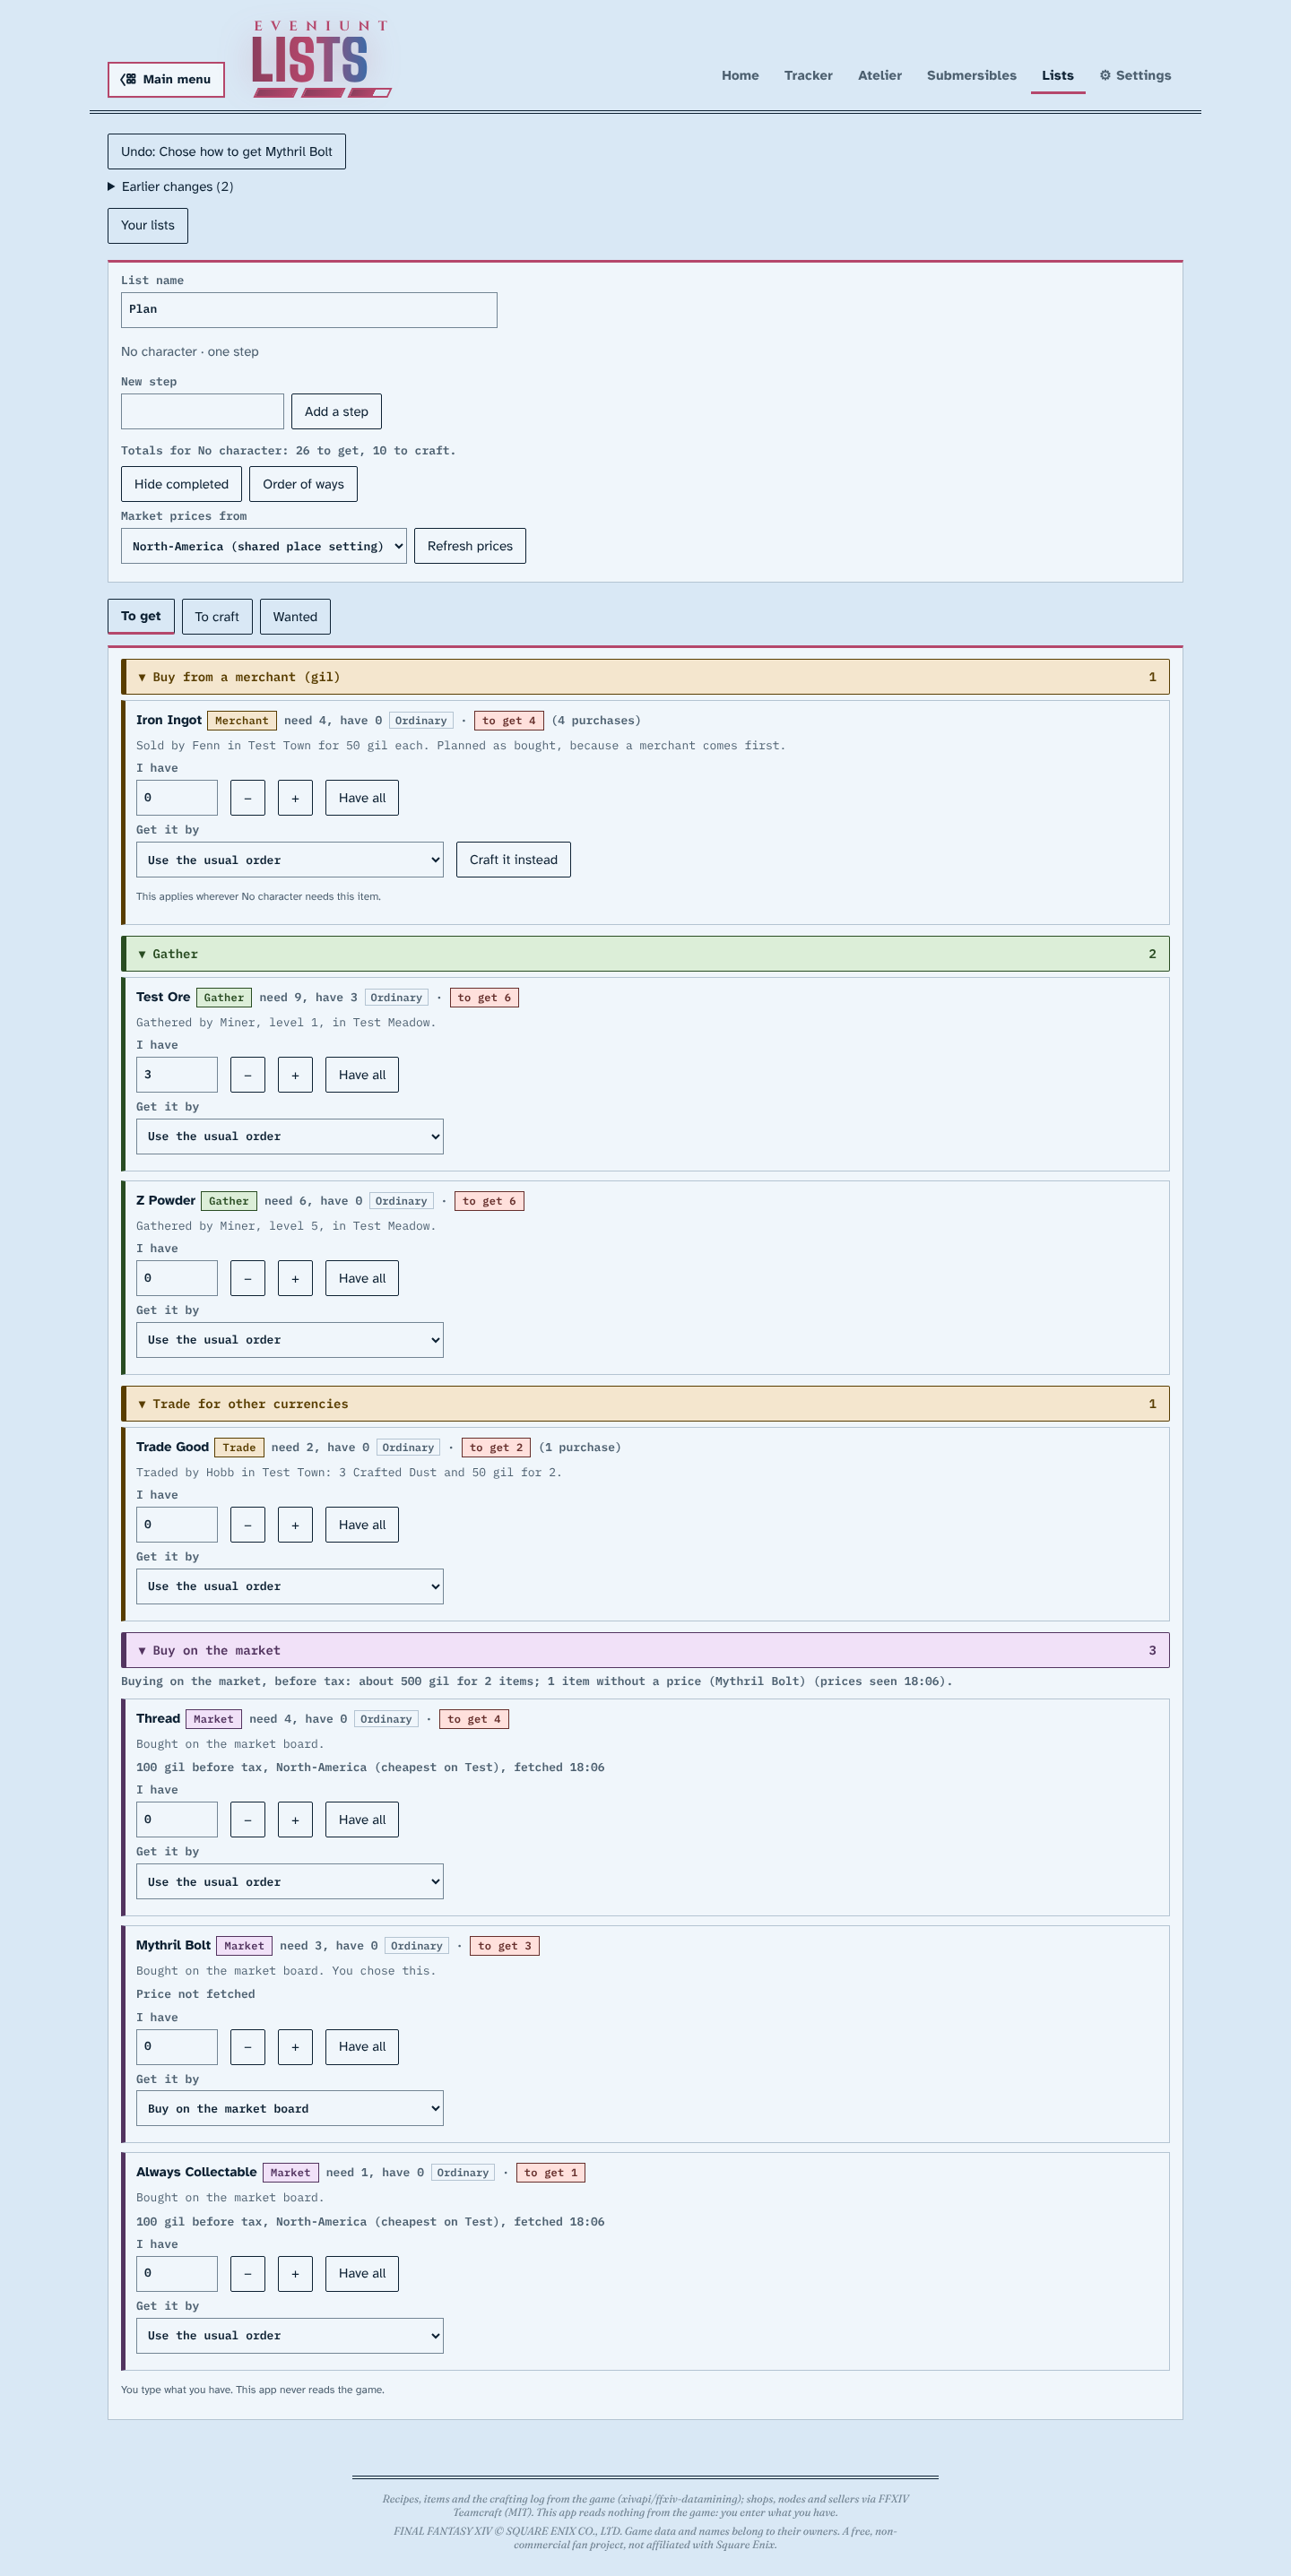 Main menu
EVENIUNT
LISTS
Home Tracker Atelier Submersibles Lists ⚙ Settings
Undo: Chose how to get Mythril Bolt
▶ Earlier changes (2)
Your lists
List name
Plan
No character · one step
New step
Add a step
Totals for No character: 26 to get, 10 to craft.
Hide completed Order of ways
Market prices from
North-America (shared place setting) Refresh prices
To get To craft Wanted
▼ Buy from a merchant (gil) 1
Iron Ingot Merchant need 4, have 0 Ordinary · to get 4 (4 purchases)
Sold by Fenn in Test Town for 50 gil each. Planned as bought, because a merchant comes first.
I have
0 − + Have all
Get it by
Use the usual order Craft it instead
This applies wherever No character needs this item.
▼ Gather 2
Test Ore Gather need 9, have 3 Ordinary · to get 6
Gathered by Miner, level 1, in Test Meadow.
I have
3 − + Have all
Get it by
Use the usual order
Z Powder Gather need 6, have 0 Ordinary · to get 6
Gathered by Miner, level 5, in Test Meadow.
I have
0 − + Have all
Get it by
Use the usual order
▼ Trade for other currencies 1
Trade Good Trade need 2, have 0 Ordinary · to get 2 (1 purchase)
Traded by Hobb in Test Town: 3 Crafted Dust and 50 gil for 2.
I have
0 − + Have all
Get it by
Use the usual order
▼ Buy on the market 3
Buying on the market, before tax: about 500 gil for 2 items; 1 item without a price (Mythril Bolt) (prices seen 18:06).
Thread Market need 4, have 0 Ordinary · to get 4
Bought on the market board.
100 gil before tax, North-America (cheapest on Test), fetched 18:06
I have
0 − + Have all
Get it by
Use the usual order
Mythril Bolt Market need 3, have 0 Ordinary · to get 3
Bought on the market board. You chose this.
Price not fetched
I have
0 − + Have all
Get it by
Buy on the market board
Always Collectable Market need 1, have 0 Ordinary · to get 1
Bought on the market board.
100 gil before tax, North-America (cheapest on Test), fetched 18:06
I have
0 − + Have all
Get it by
Use the usual order
You type what you have. This app never reads the game.
Recipes, items and the crafting log from the game (xivapi/ffxiv-datamining); shops, nodes and sellers via FFXIV
Teamcraft (MIT). This app reads nothing from the game: you enter what you have.
FINAL FANTASY XIV © SQUARE ENIX CO., LTD. Game data and names belong to their owners. A free, non-
commercial fan project, not affiliated with Square Enix.